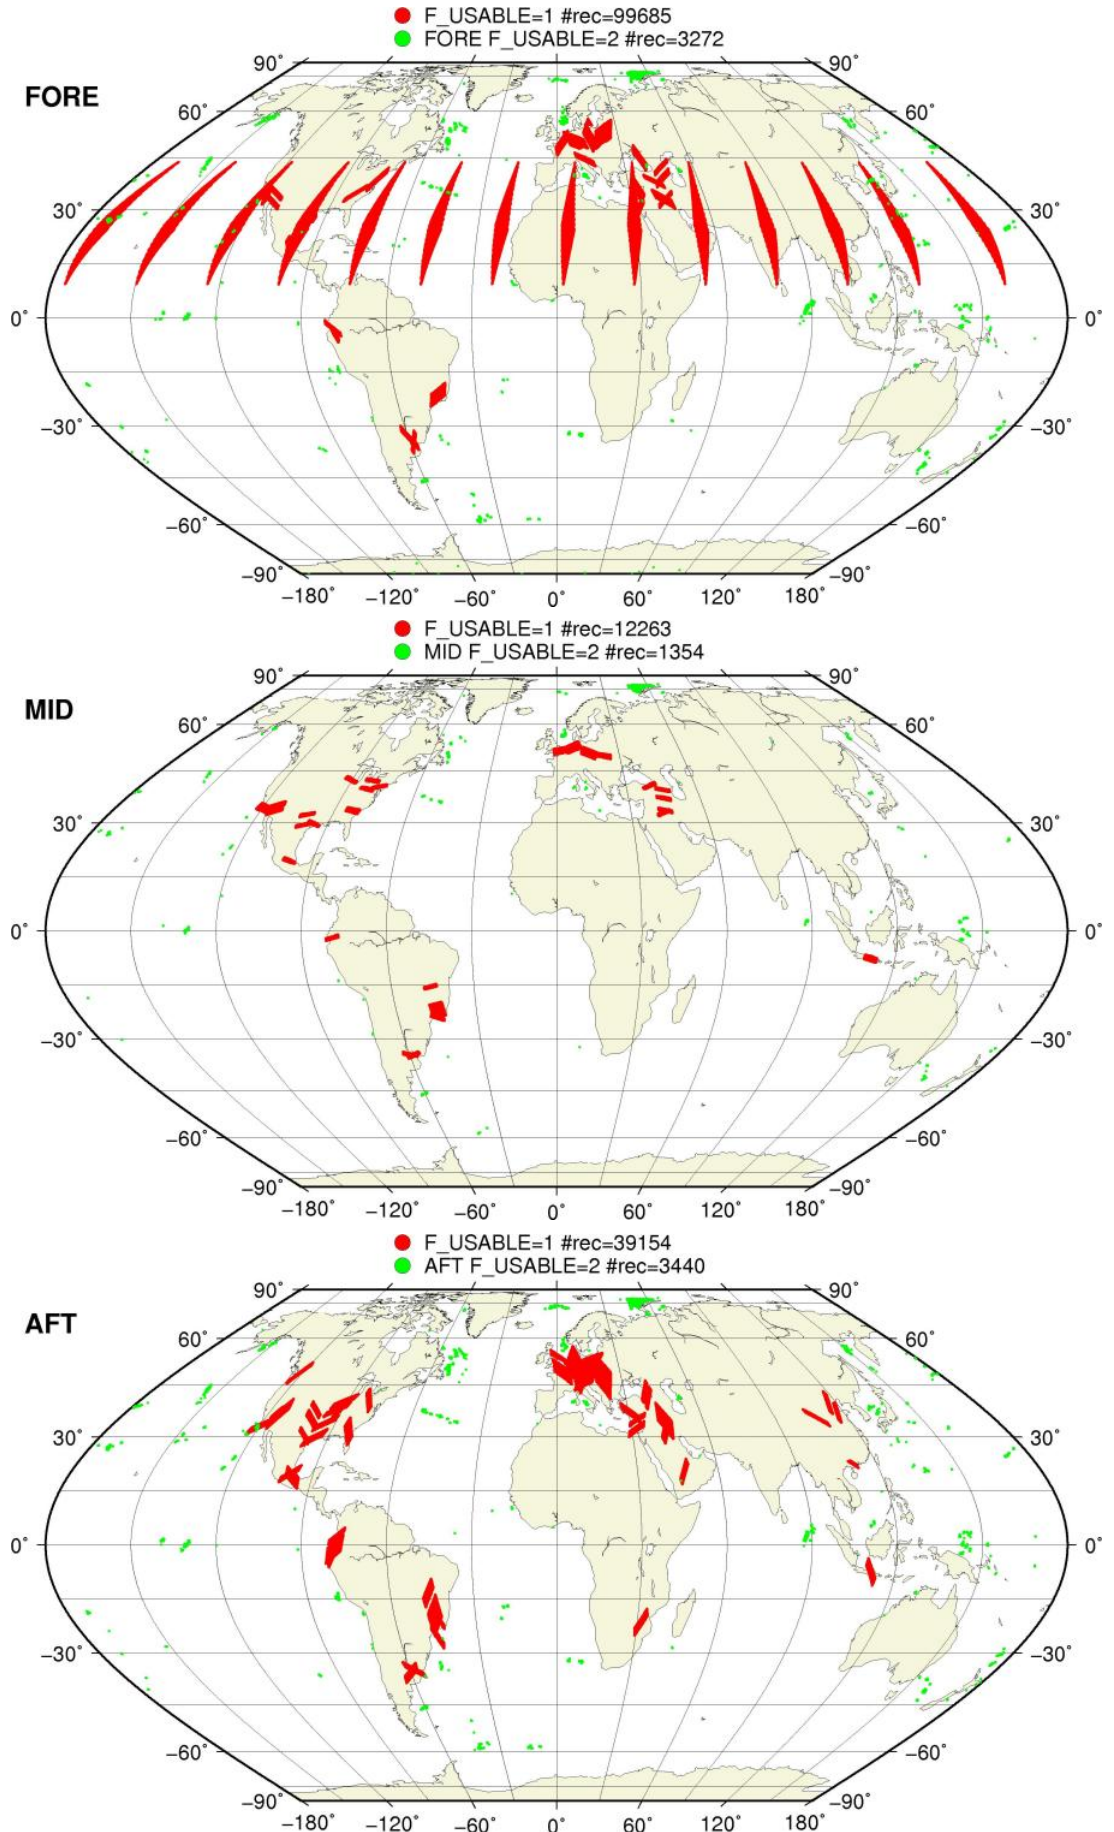 F_USABLE=1 #rec=99685
FORE F_USABLE=2 #rec=3272
FORE
90° 90°
60° 60°
30° 30°
0° 0°
−30° −30°
−60° −60°
−90° −90°
−180° −120° −60° 0° 60° 120° 180°
F_USABLE=1 #rec=12263
MID F_USABLE=2 #rec=1354
MID
90° 90°
60° 60°
30° 30°
0° 0°
−30° −30°
−60° −60°
−90° −90°
−180° −120° −60° 0° 60° 120° 180°
F_USABLE=1 #rec=39154
AFT F_USABLE=2 #rec=3440
AFT
90° 90°
60° 60°
30° 30°
0° 0°
−30° −30°
−60° −60°
−90° −90°
−180° −120° −60° 0° 60° 120° 180°